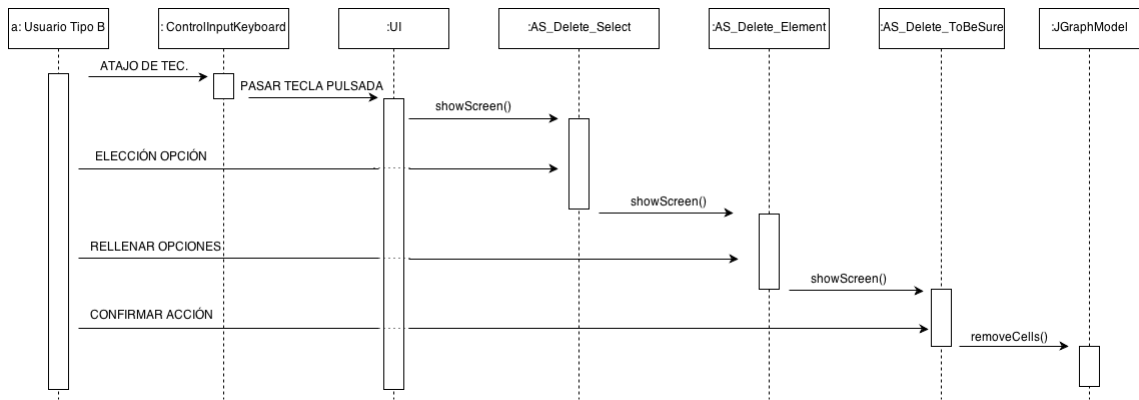 a: Usuario Tipo B
: ControlInputKeyboard
:UI
:AS_Delete_Select
:AS_Delete_Element
:AS_Delete_ToBeSure
:JGraphModel
ATAJO DE TEC.
PASAR TECLA PULSADA
showScreen()
ELECCIÓN OPCIÓN
showScreen()
RELLENAR OPCIONES
showScreen()
CONFIRMAR ACCIÓN
removeCells()